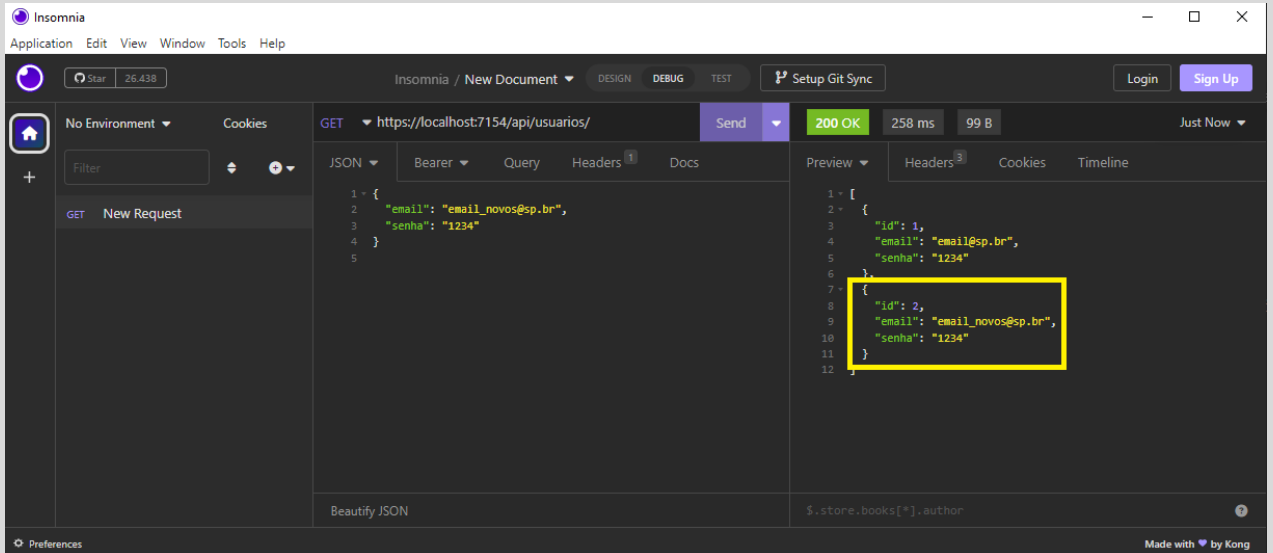 Insomnia
Application Edit View Window Tools Help
Star 26.438
Insomnia / New Document
DESIGN DEBUG TEST
Setup Git Sync
Login Sign Up
No Environment Cookies
Filter
GET New Request
GET https://localhost:7154/api/usuarios/ Send
JSON Bearer Query Headers 1 Docs
1 {
2 "email": "email_novos@sp.br",
3 "senha": "1234"
4 }
5
Beautify JSON
200 OK 258 ms 99 B Just Now
Preview Headers 3 Cookies Timeline
1 [
2 {
3 "id": 1,
4 "email": "email@sp.br",
5 "senha": "1234"
6 },
7 {
8 "id": 2,
9 "email": "email_novos@sp.br",
10 "senha": "1234"
11 }
12 ]
$.store.books[*].author
Preferences
Made with ♥ by Kong